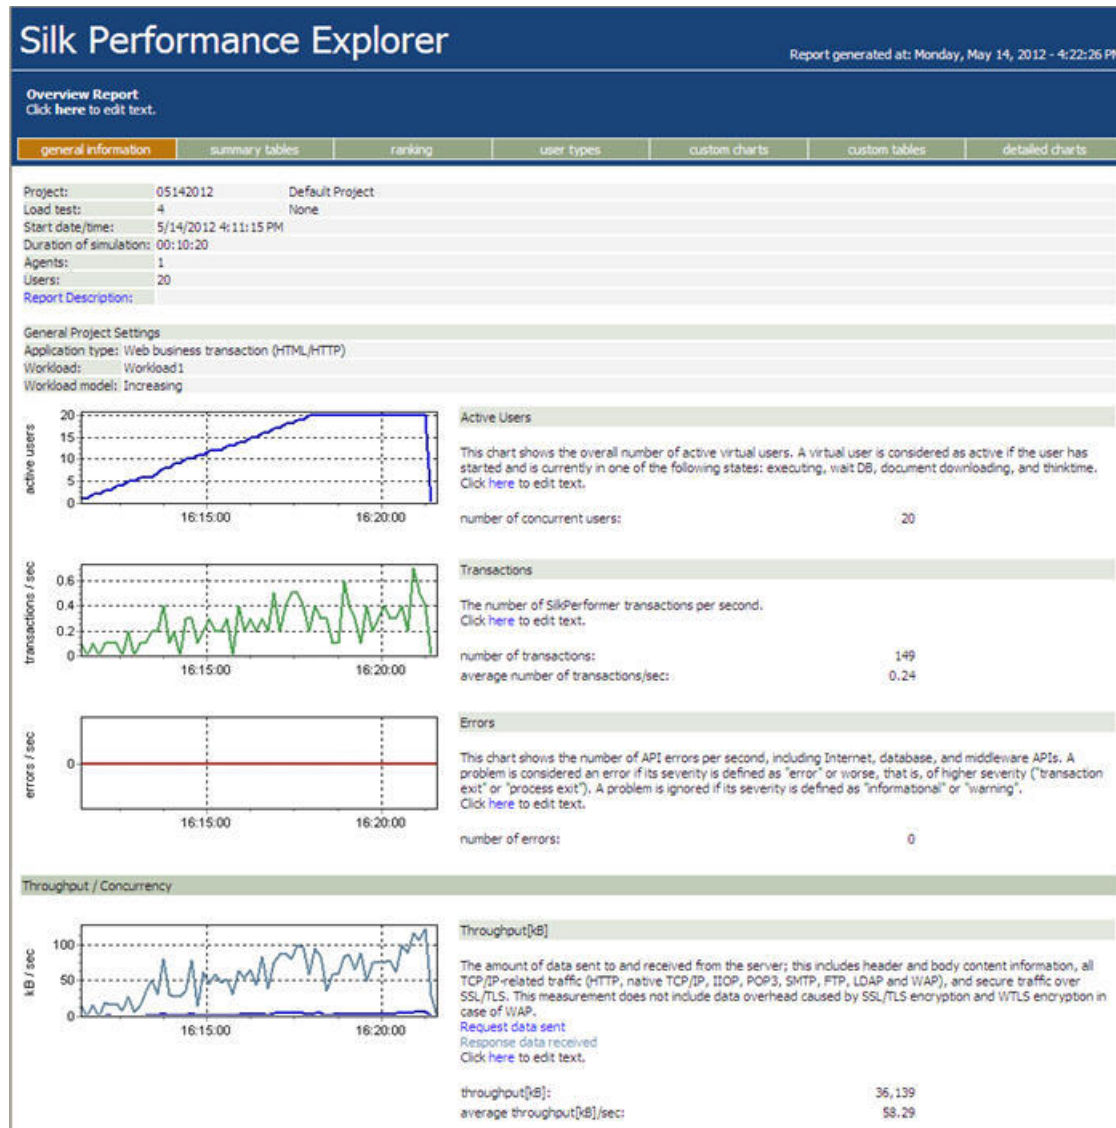 Silk Performance Explorer
Report generated at: Monday, May 14, 2012 - 4:22:26 PM
Overview Report
Click here to edit text.
general information summary tables ranking user types custom charts custom tables detailed charts
Project: 05142012 Default Project
Load test: 4 None
Start date/time: 5/14/2012 4:11:15 PM
Duration of simulation: 00:10:20
Agents: 1
Users: 20
Report Description:
General Project Settings
Application type: Web business transaction (HTML/HTTP)
Workload: Workload1
Workload model: Increasing
active users
20
15
10
5
0
16:15:00 16:20:00
Active Users
This chart shows the overall number of active virtual users. A virtual user is considered as active if the user has
started and is currently in one of the following states: executing, wait DB, document downloading, and thinktime.
Click here to edit text.
number of concurrent users: 20
transactions / sec
0.6
0.4
0.2
0
16:15:00 16:20:00
Transactions
The number of SilkPerformer transactions per second.
Click here to edit text.
number of transactions: 149
average number of transactions/sec: 0.24
errors / sec
0
16:15:00 16:20:00
Errors
This chart shows the number of API errors per second, including Internet, database, and middleware APIs. A
problem is considered an error if its severity is defined as "error" or worse, that is, of higher severity ("transaction
exit" or "process exit"). A problem is ignored if its severity is defined as "informational" or "warning".
Click here to edit text.
number of errors: 0
Throughput / Concurrency
kB / sec
100
50
0
16:15:00 16:20:00
Throughput[kB]
The amount of data sent to and received from the server; this includes header and body content information, all
TCP/IP-related traffic (HTTP, native TCP/IP, IIOP, POP3, SMTP, FTP, LDAP and WAP), and secure traffic over
SSL/TLS. This measurement does not include data overhead caused by SSL/TLS encryption and WTLS encryption in
case of WAP.
Request data sent
Response data received
Click here to edit text.
throughput[kB]: 36,139
average throughput[kB]/sec: 58.29